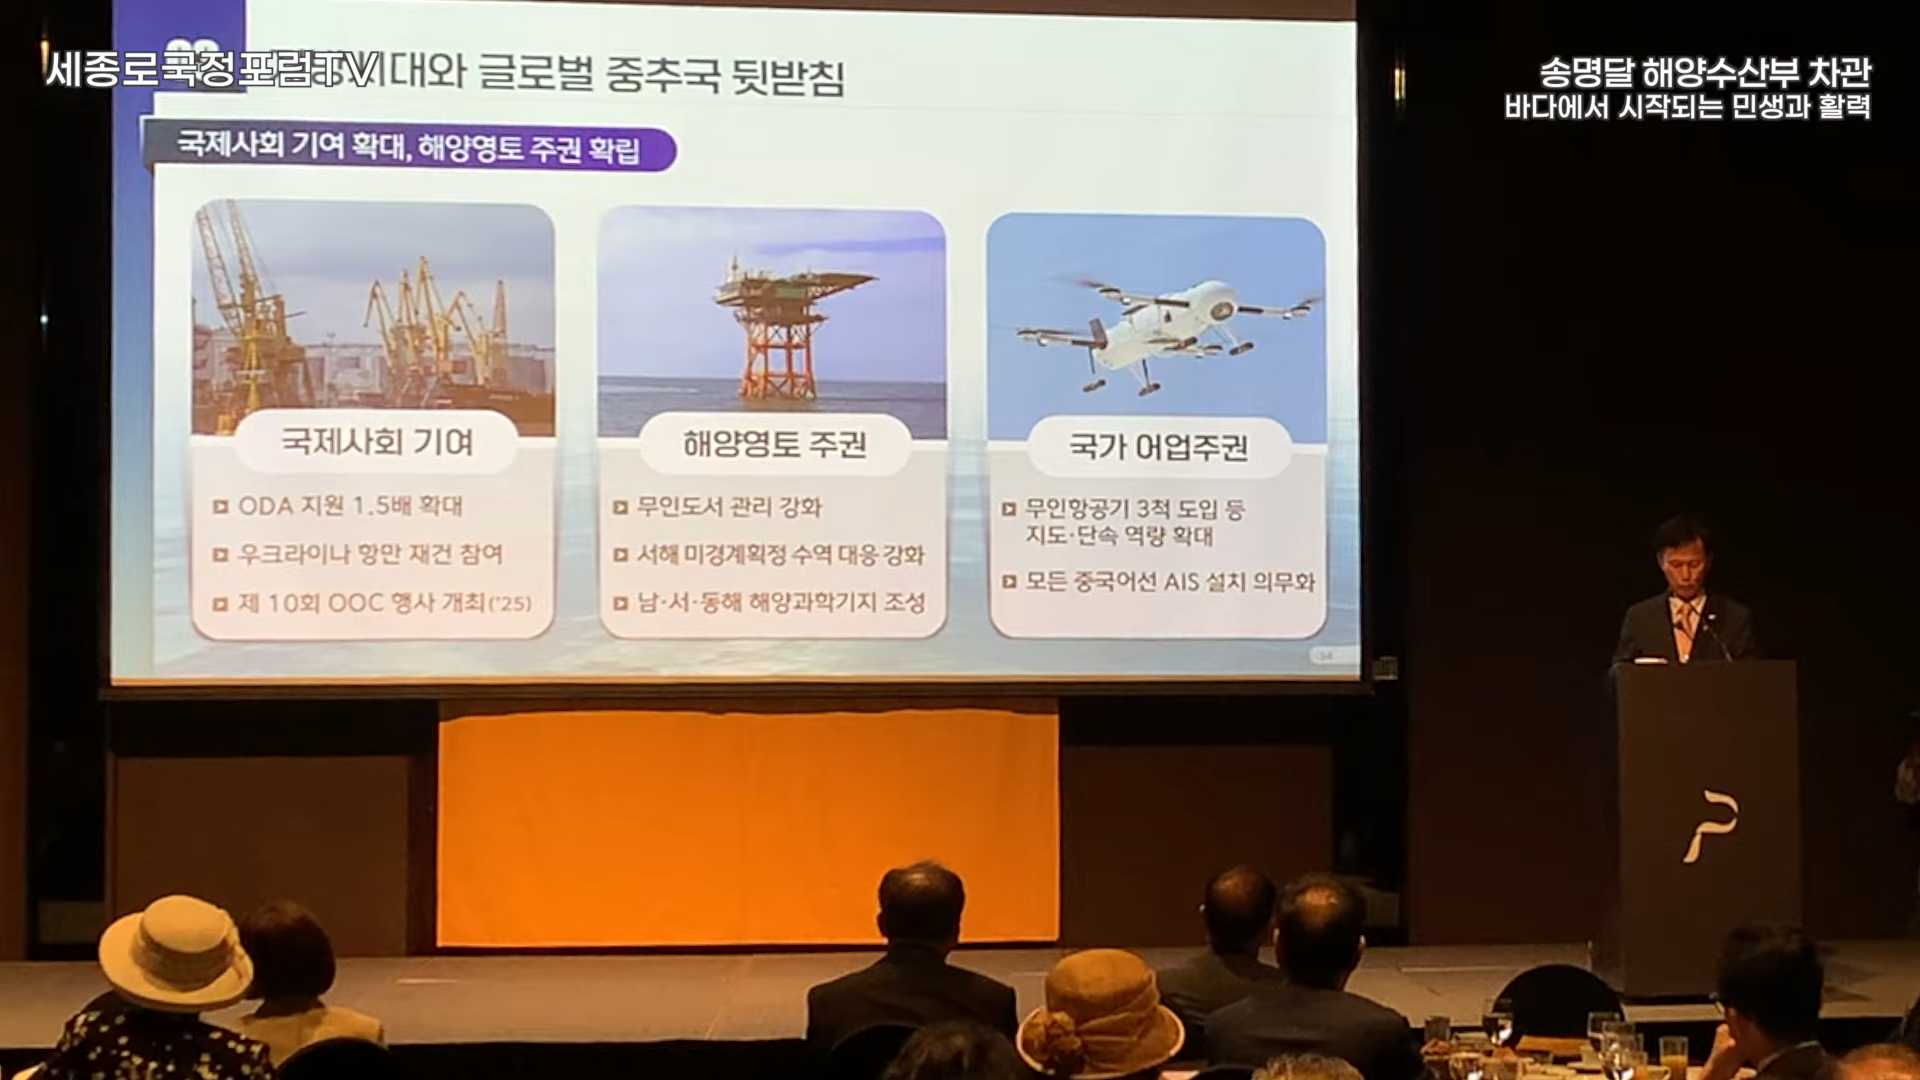 세종로국정포럼TV
대와 글로벌 중추국 뒷받침
송명달 해양수산부 차관
바다에서 시작되는 민생과 활력
국제사회 기여 확대, 해양영토 주권 확립
국제사회 기여
ODA 지원 1.5배 확대
우크라이나 항만 재건 참여
제 10회 OOC 행사 개최('25)
해양영토 주권
무인도서 관리 강화
서해 미경계획정 수역 대응 강화
남·서·동해 해양과학기지 조성
국가 어업주권
무인항공기 3척 도입 등
지도·단속 역량 확대
모든 중국어선 AIS 설치 의무화